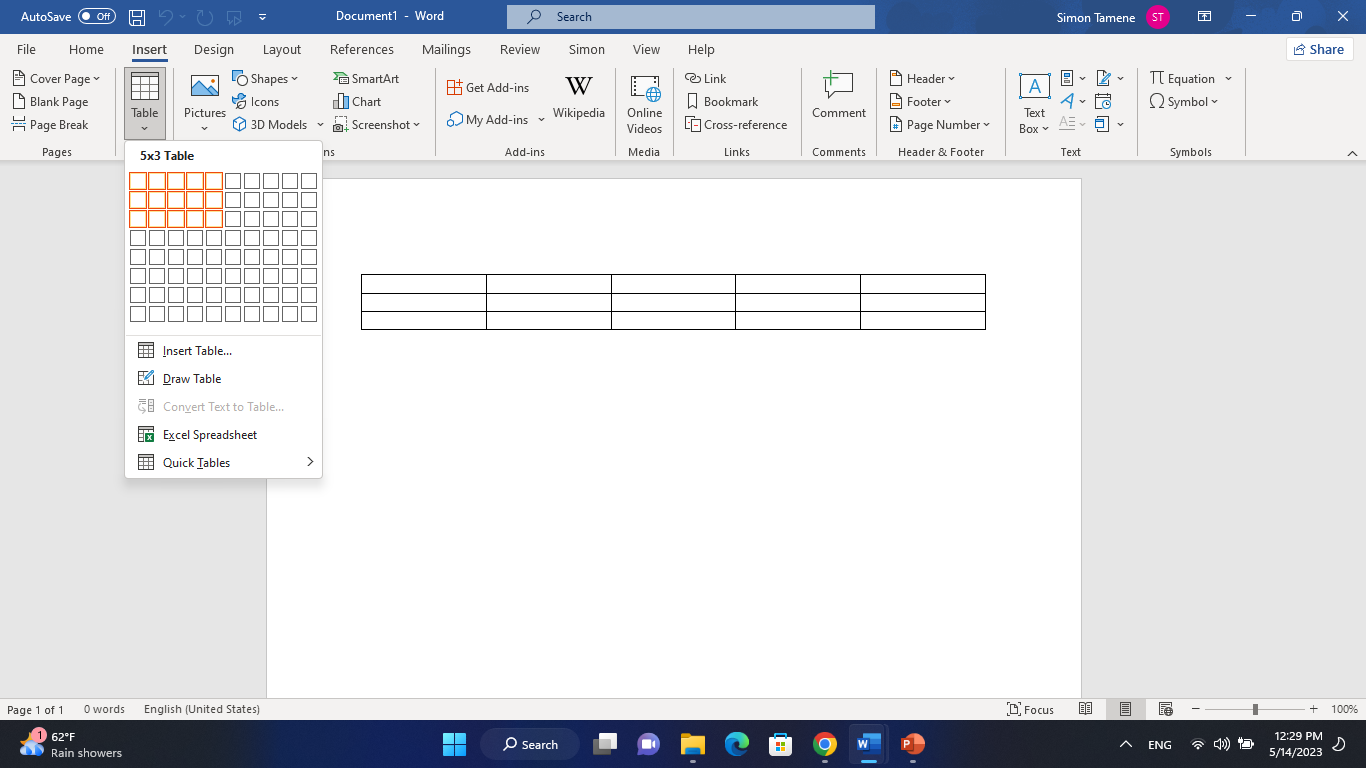 AutoSave Off Document1 - Word Search Simon Tamene ST
File Home Insert Design Layout References Mailings Review Simon View Help Share
Cover Page
Blank Page
Page Break
Pages
Table
Pictures
Shapes
Icons
3D Models
SmartArt
Chart
Screenshot
ns
Get Add-ins
My Add-ins
W
Wikipedia
Add-ins
Online
Videos
Media
Link
Bookmark
Cross-reference
Links
Comment
Comments
Header
Footer
Page Number
Header & Footer
A
Text
Box
Text
Equation
Symbol
Symbols
5x3 Table
Insert Table...
Draw Table
Convert Text to Table...
Excel Spreadsheet
Quick Tables
Page 1 of 1 0 words English (United States) Focus 100%
1
62°F
Rain showers
Search
ENG
12:29 PM
5/14/2023